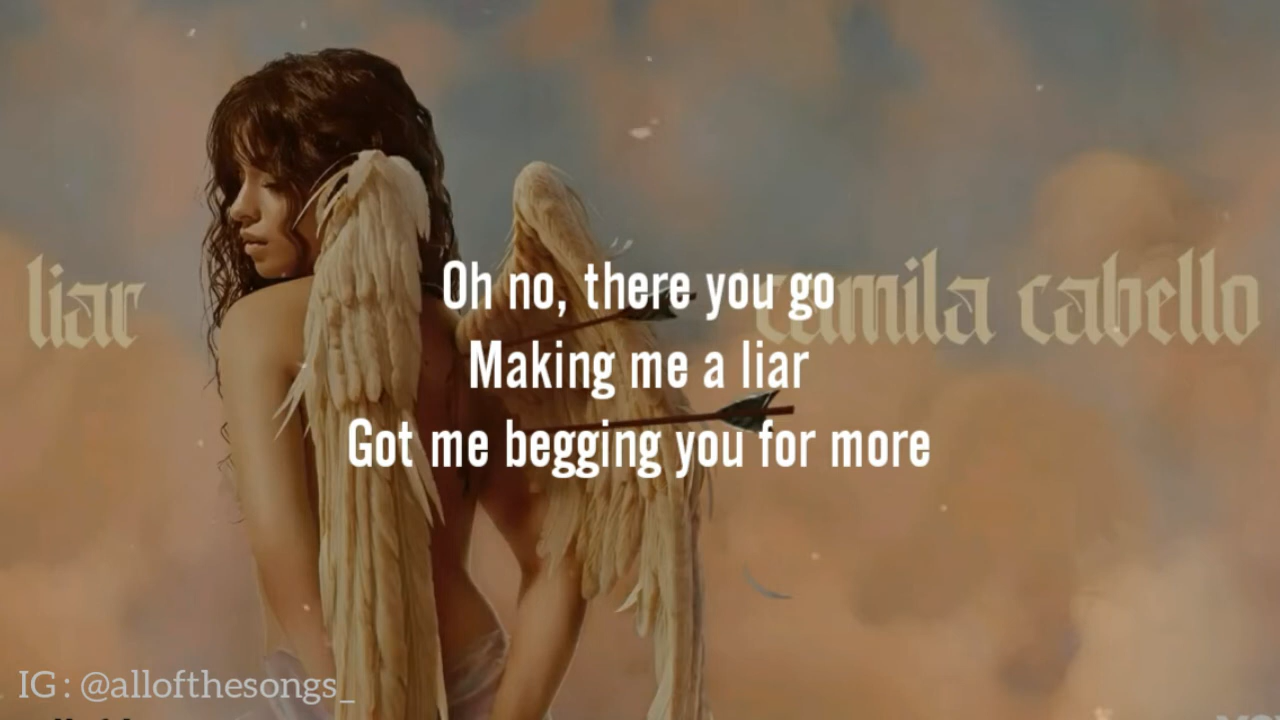 Oh no, there you go
liar
camila cabello
Making me a liar
Got me begging you for more
IG : @allofthesongs_